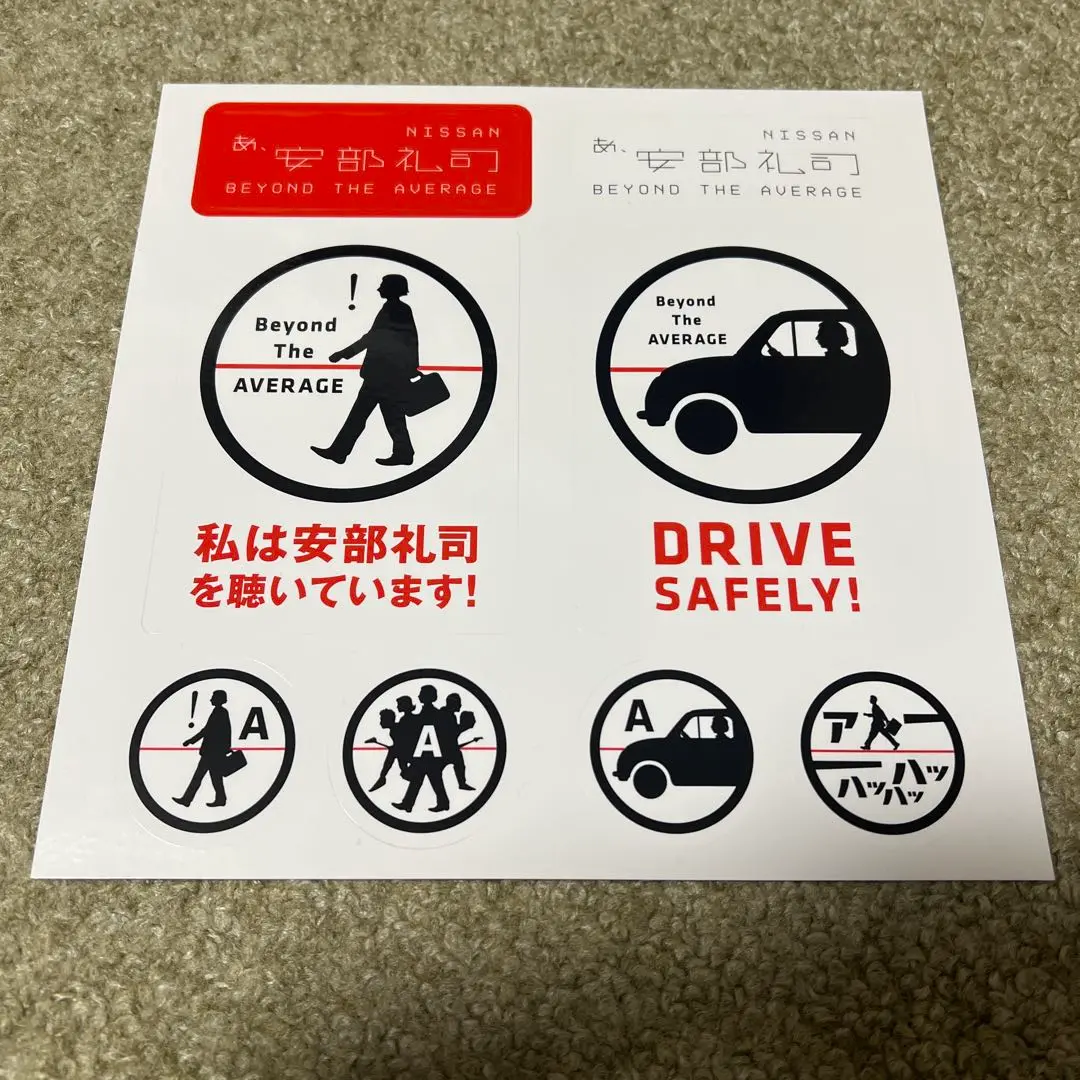 NISSAN
あ、安部礼司
BEYOND THE AVERAGE
NISSAN
あ、安部礼司
BEYOND THE AVERAGE
!
Beyond
The
AVERAGE
私は安部礼司
を聴いています!
Beyond
The
AVERAGE
DRIVE
SAFELY!
! A
A
A
アー
ハッハッハッ